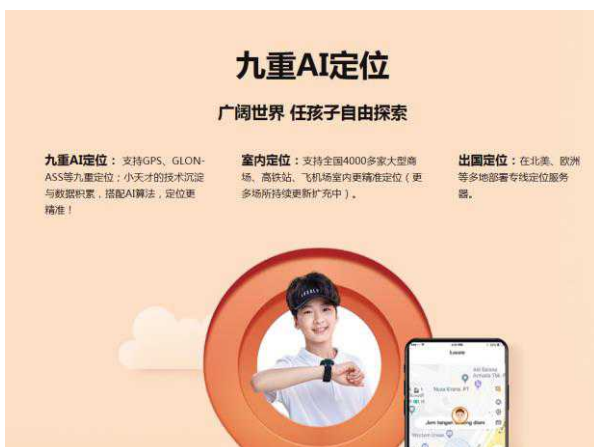 九重AI定位
广阔世界 任孩子自由探索
九重AI定位：支持GPS、GLON-
ASS等九重定位；小天才的技术沉淀
与数据积累，搭配AI算法，定位更
精准！
室内定位：支持全国4000多家大型商
场、高铁站、飞机场室内更精准定位（更
多场所持续更新扩充中）。
出国定位：在北美、欧洲
等多地部署专线定位服务
器。
Locate